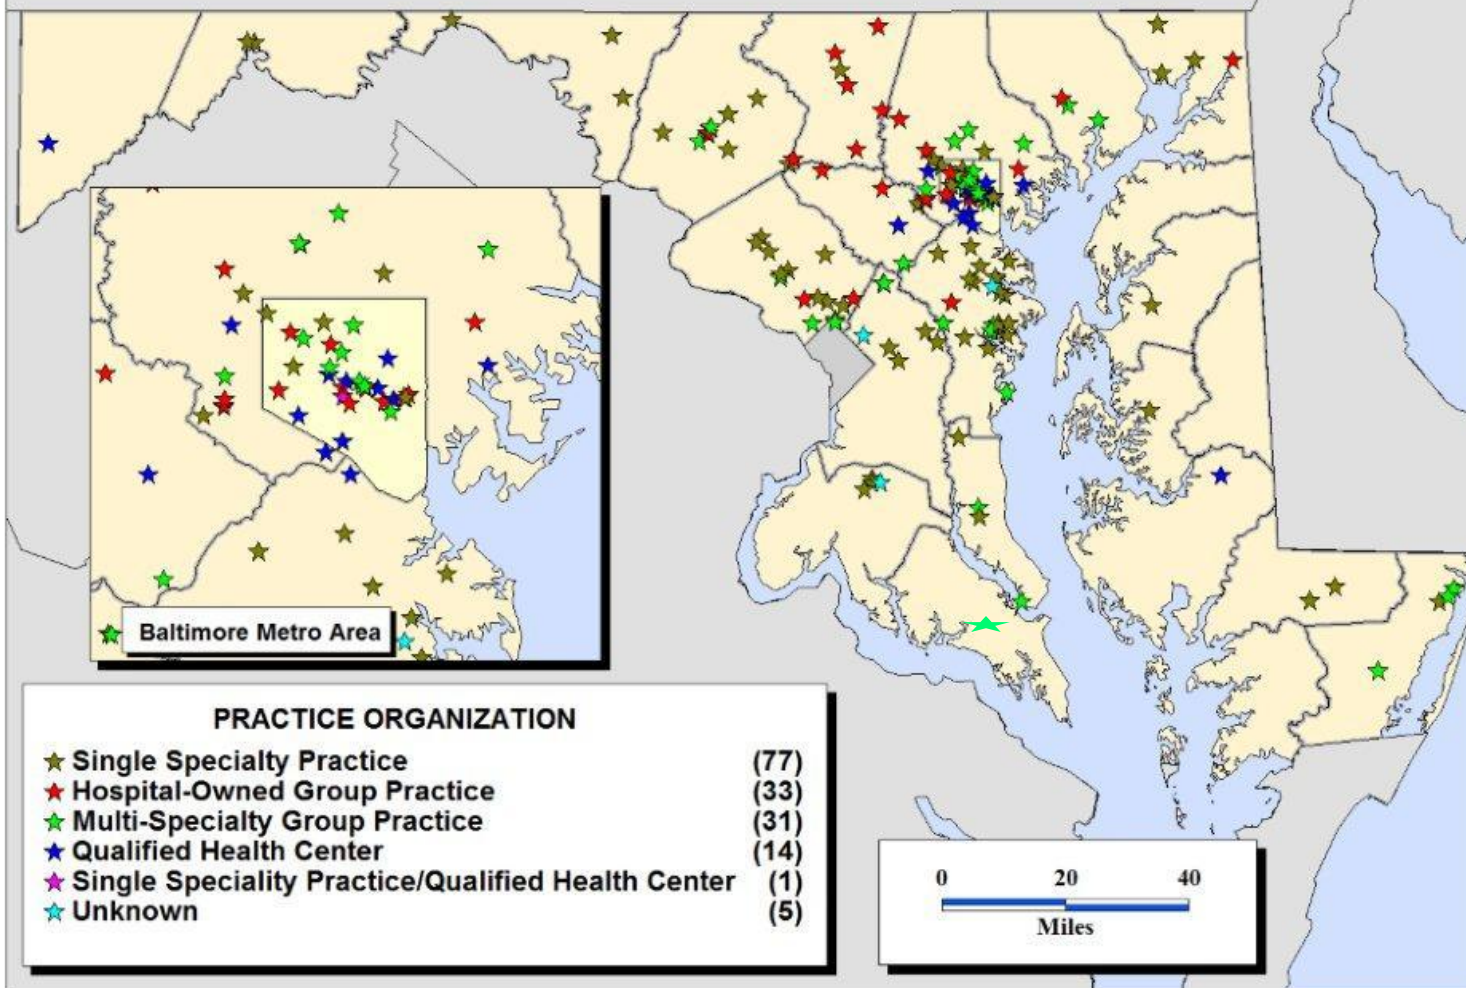 Baltimore Metro Area
PRACTICE ORGANIZATION
Single Specialty Practice (77)
Hospital-Owned Group Practice (33)
Multi-Specialty Group Practice (31)
Qualified Health Center (14)
Single Speciality Practice/Qualified Health Center (1)
Unknown (5)
0 20 40
Miles